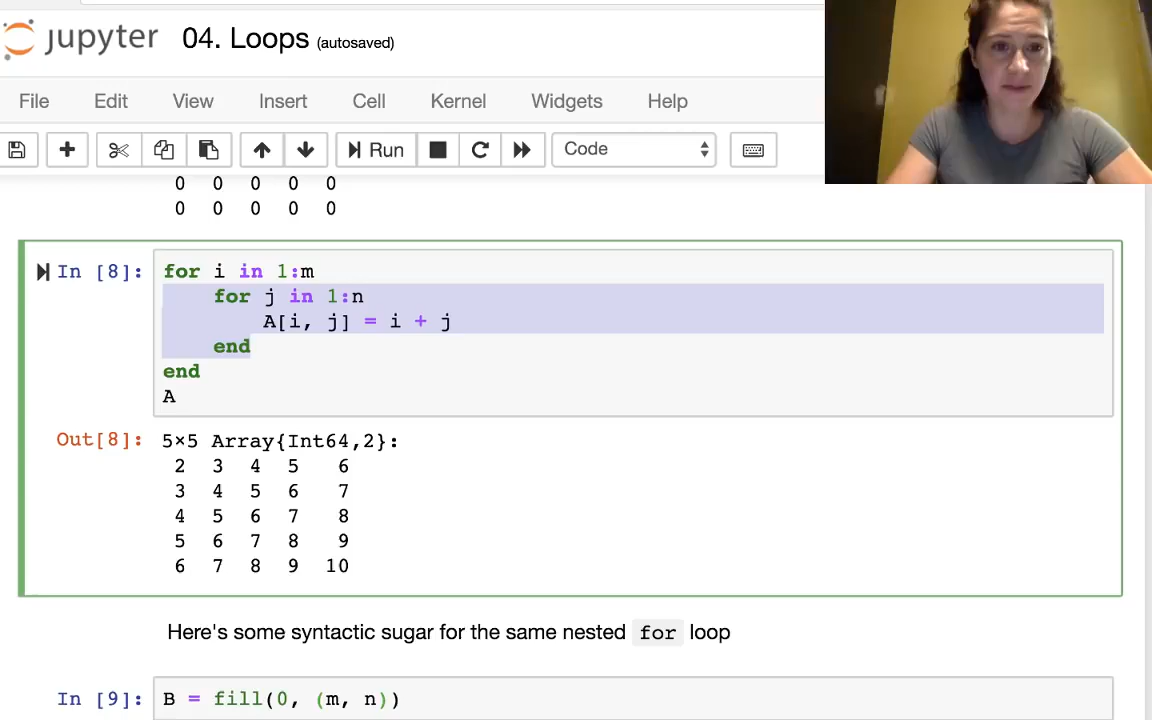 jupyter 04. Loops (autosaved)
File Edit View Insert Cell Kernel Widgets Help
Run Code
0 0 0 0 0
0 0 0 0 0
In [8]: for i in 1:m
for j in 1:n
A[i, j] = i + j
end
end
A
Out[8]: 5×5 Array{Int64,2}:
2 3 4 5 6
3 4 5 6 7
4 5 6 7 8
5 6 7 8 9
6 7 8 9 10
Here's some syntactic sugar for the same nested for loop
In [9]: B = fill(0, (m, n))